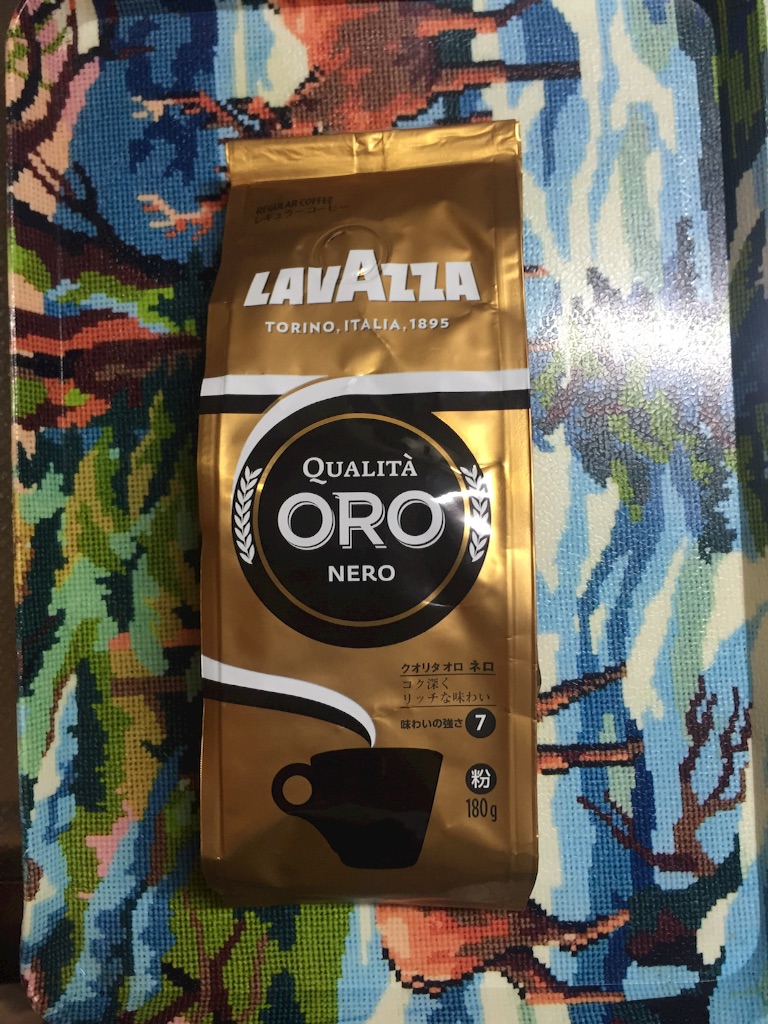 REGULAR COFFEE
レギュラーコーヒー
LAVAZZA
TORINO, ITALIA, 1895
QUALITÀ
ORO
NERO
クオリタ オロ ネロ
コク深く
リッチな味わい
味わいの強さ 7
粉
180g